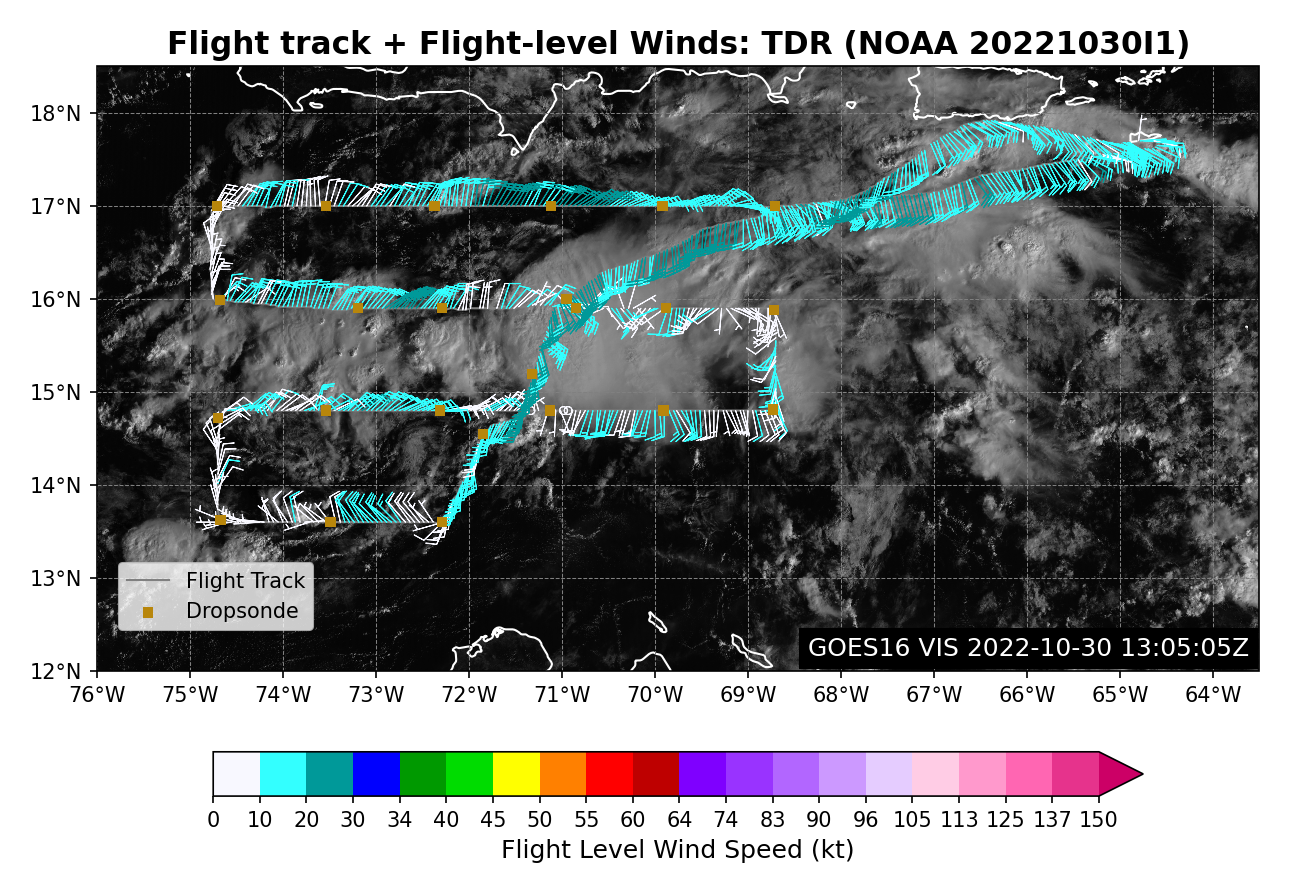 Flight track + Flight-level Winds: TDR (NOAA 20221030I1)
18°N
17°N
16°N
15°N
14°N
13°N
12°N
Flight Track
Dropsonde
GOES16 VIS 2022-10-30 13:05:05Z
76°W 75°W 74°W 73°W 72°W 71°W 70°W 69°W 68°W 67°W 66°W 65°W 64°W
0 10 20 30 34 40 45 50 55 60 64 74 83 90 96 105 113 125 137 150
Flight Level Wind Speed (kt)